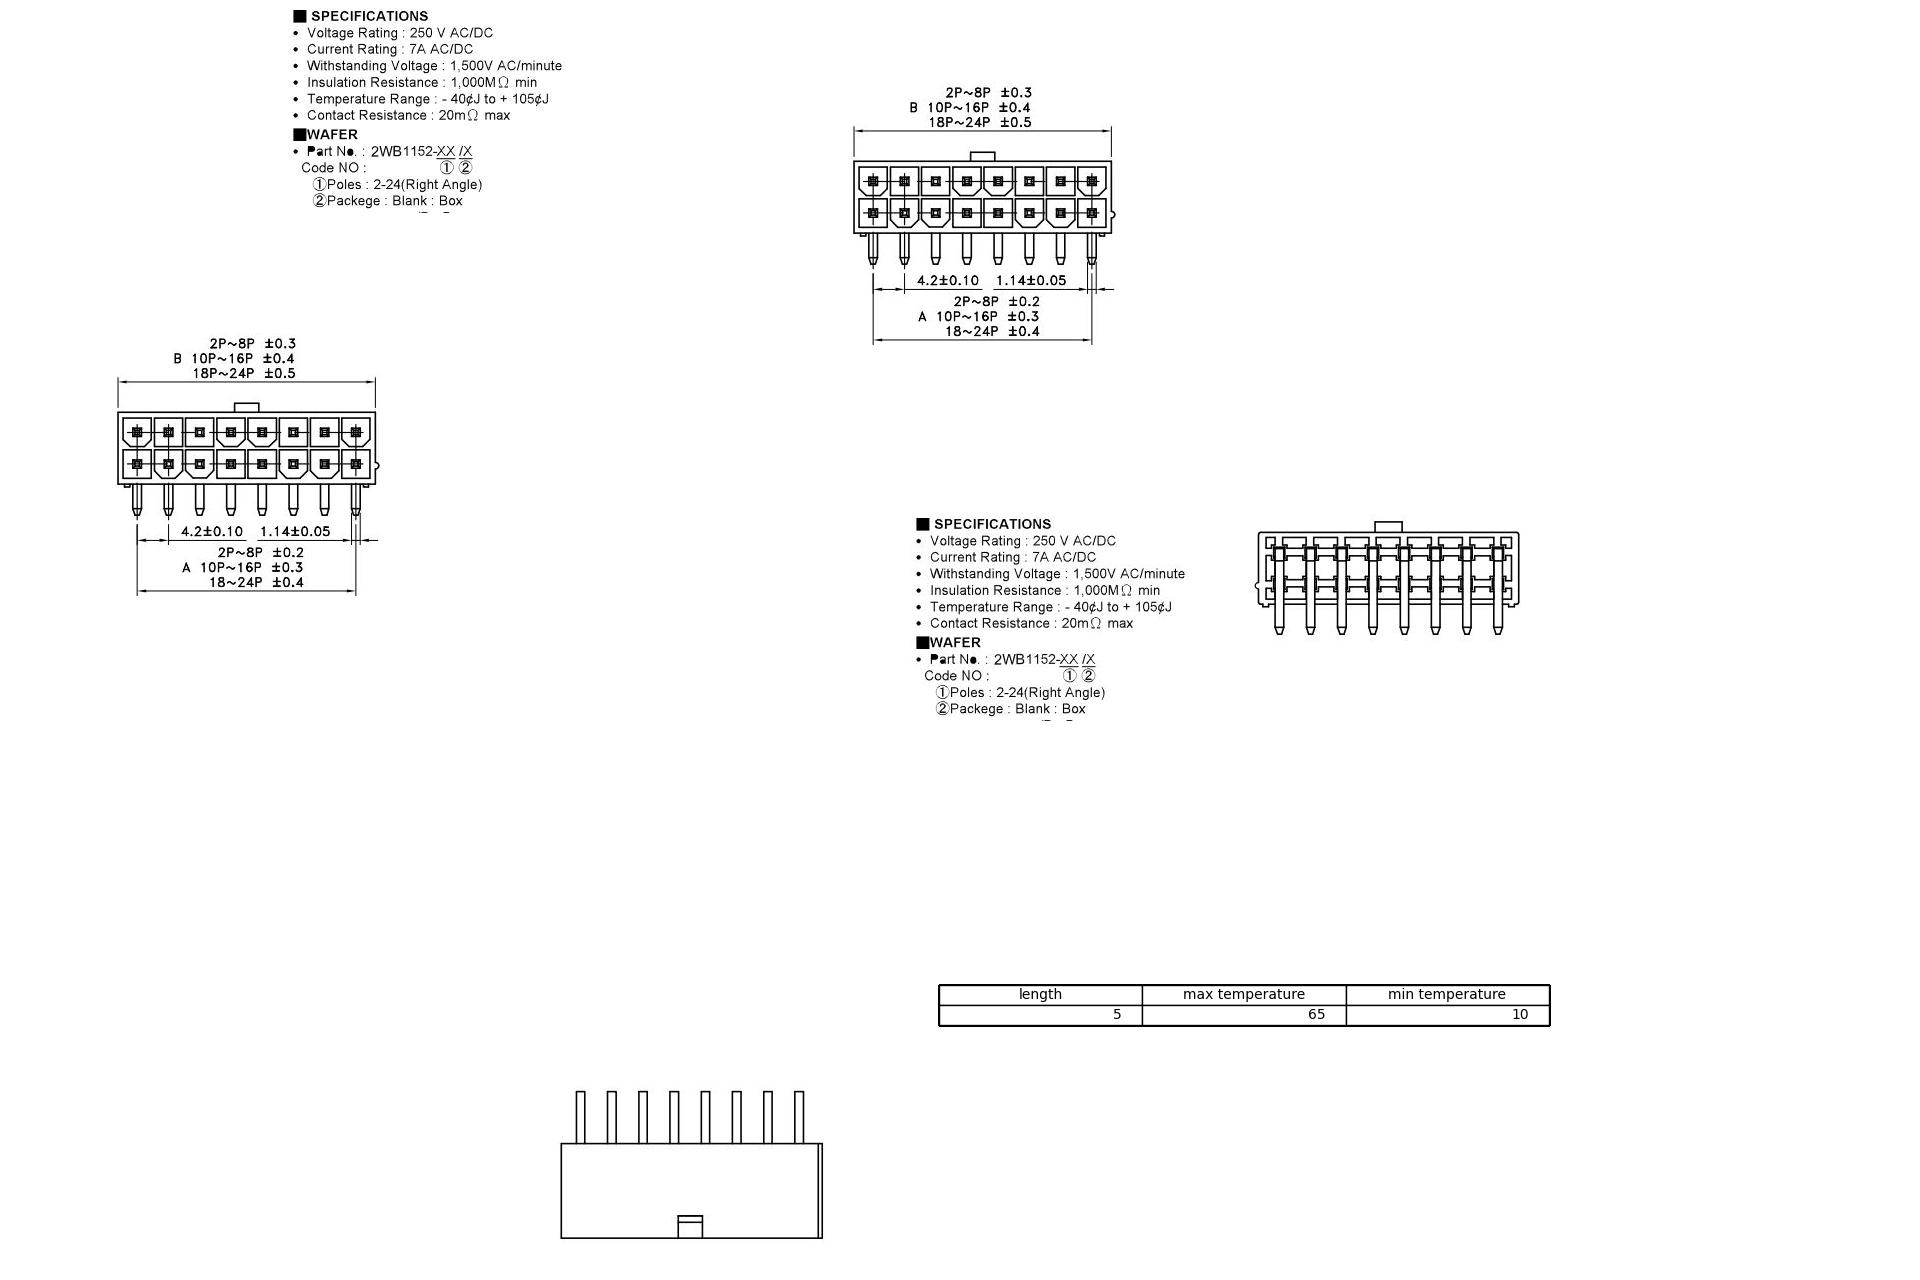 ■ SPECIFICATIONS
• Voltage Rating : 250 V AC/DC
• Current Rating : 7A AC/DC
• Withstanding Voltage : 1,500V AC/minute
• Insulation Resistance : 1,000MΩ min
• Temperature Range : - 40¢J to + 105¢J
• Contact Resistance : 20mΩ max
■WAFER
• Part No. : 2WB1152-XX /X
Code NO : ① ②
①Poles : 2-24(Right Angle)
②Packege : Blank : Box
2P~8P ±0.3
B 10P~16P ±0.4
18P~24P ±0.5
4.2±0.10 1.14±0.05
2P~8P ±0.2
A 10P~16P ±0.3
18~24P ±0.4
2P~8P ±0.3
B 10P~16P ±0.4
18P~24P ±0.5
4.2±0.10 1.14±0.05
2P~8P ±0.2
A 10P~16P ±0.3
18~24P ±0.4
■ SPECIFICATIONS
• Voltage Rating : 250 V AC/DC
• Current Rating : 7A AC/DC
• Withstanding Voltage : 1,500V AC/minute
• Insulation Resistance : 1,000MΩ min
• Temperature Range : - 40¢J to + 105¢J
• Contact Resistance : 20mΩ max
■WAFER
• Part No. : 2WB1152-XX /X
Code NO : ① ②
①Poles : 2-24(Right Angle)
②Packege : Blank : Box
length max temperature min temperature
5 65 10